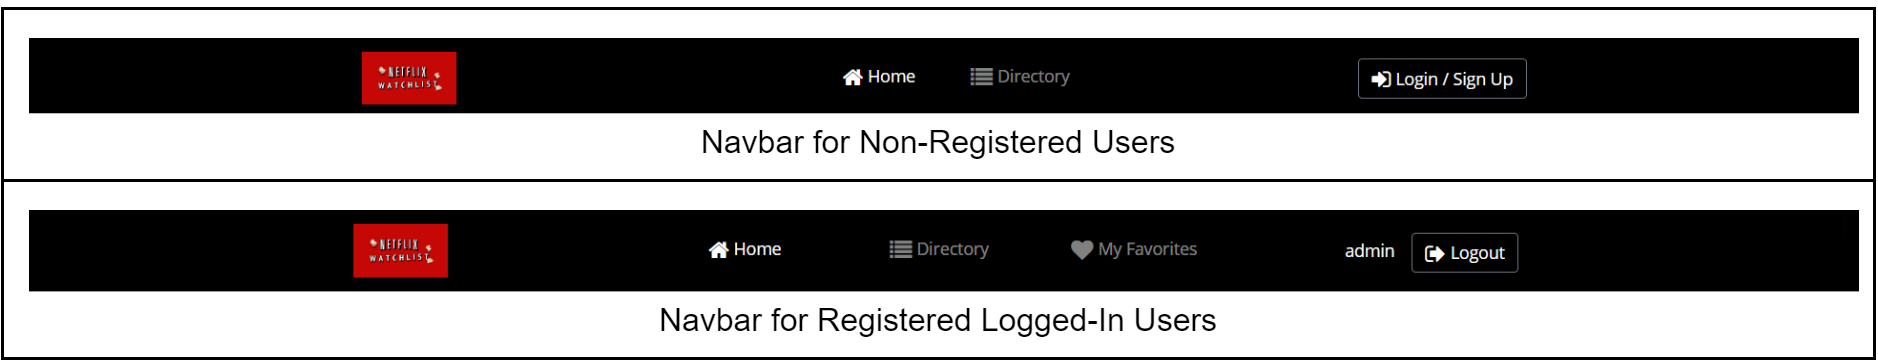 NETFLIX
WATCHLIST
Home
Directory
Login / Sign Up
Navbar for Non-Registered Users
NETFLIX
WATCHLIST
Home
Directory
My Favorites
admin
Logout
Navbar for Registered Logged-In Users